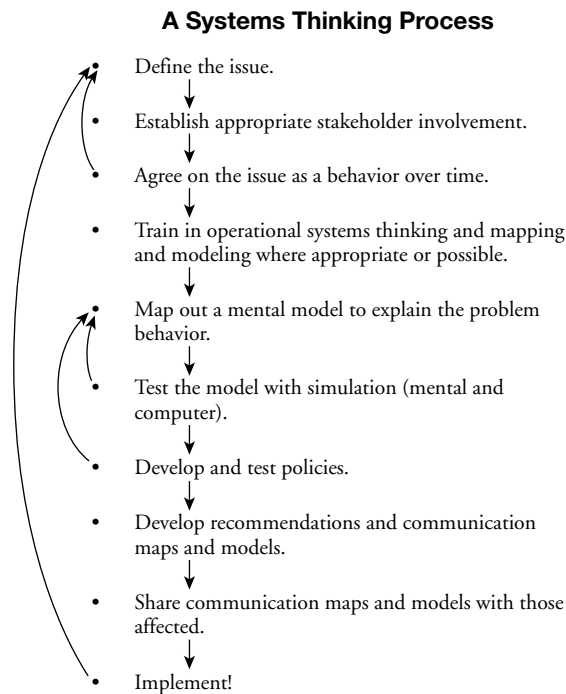 A Systems Thinking Process
• Define the issue.
• Establish appropriate stakeholder involvement.
• Agree on the issue as a behavior over time.
• Train in operational systems thinking and mapping
and modeling where appropriate or possible.
• Map out a mental model to explain the problem
behavior.
• Test the model with simulation (mental and
computer).
• Develop and test policies.
• Develop recommendations and communication
maps and models.
• Share communication maps and models with those
affected.
• Implement!